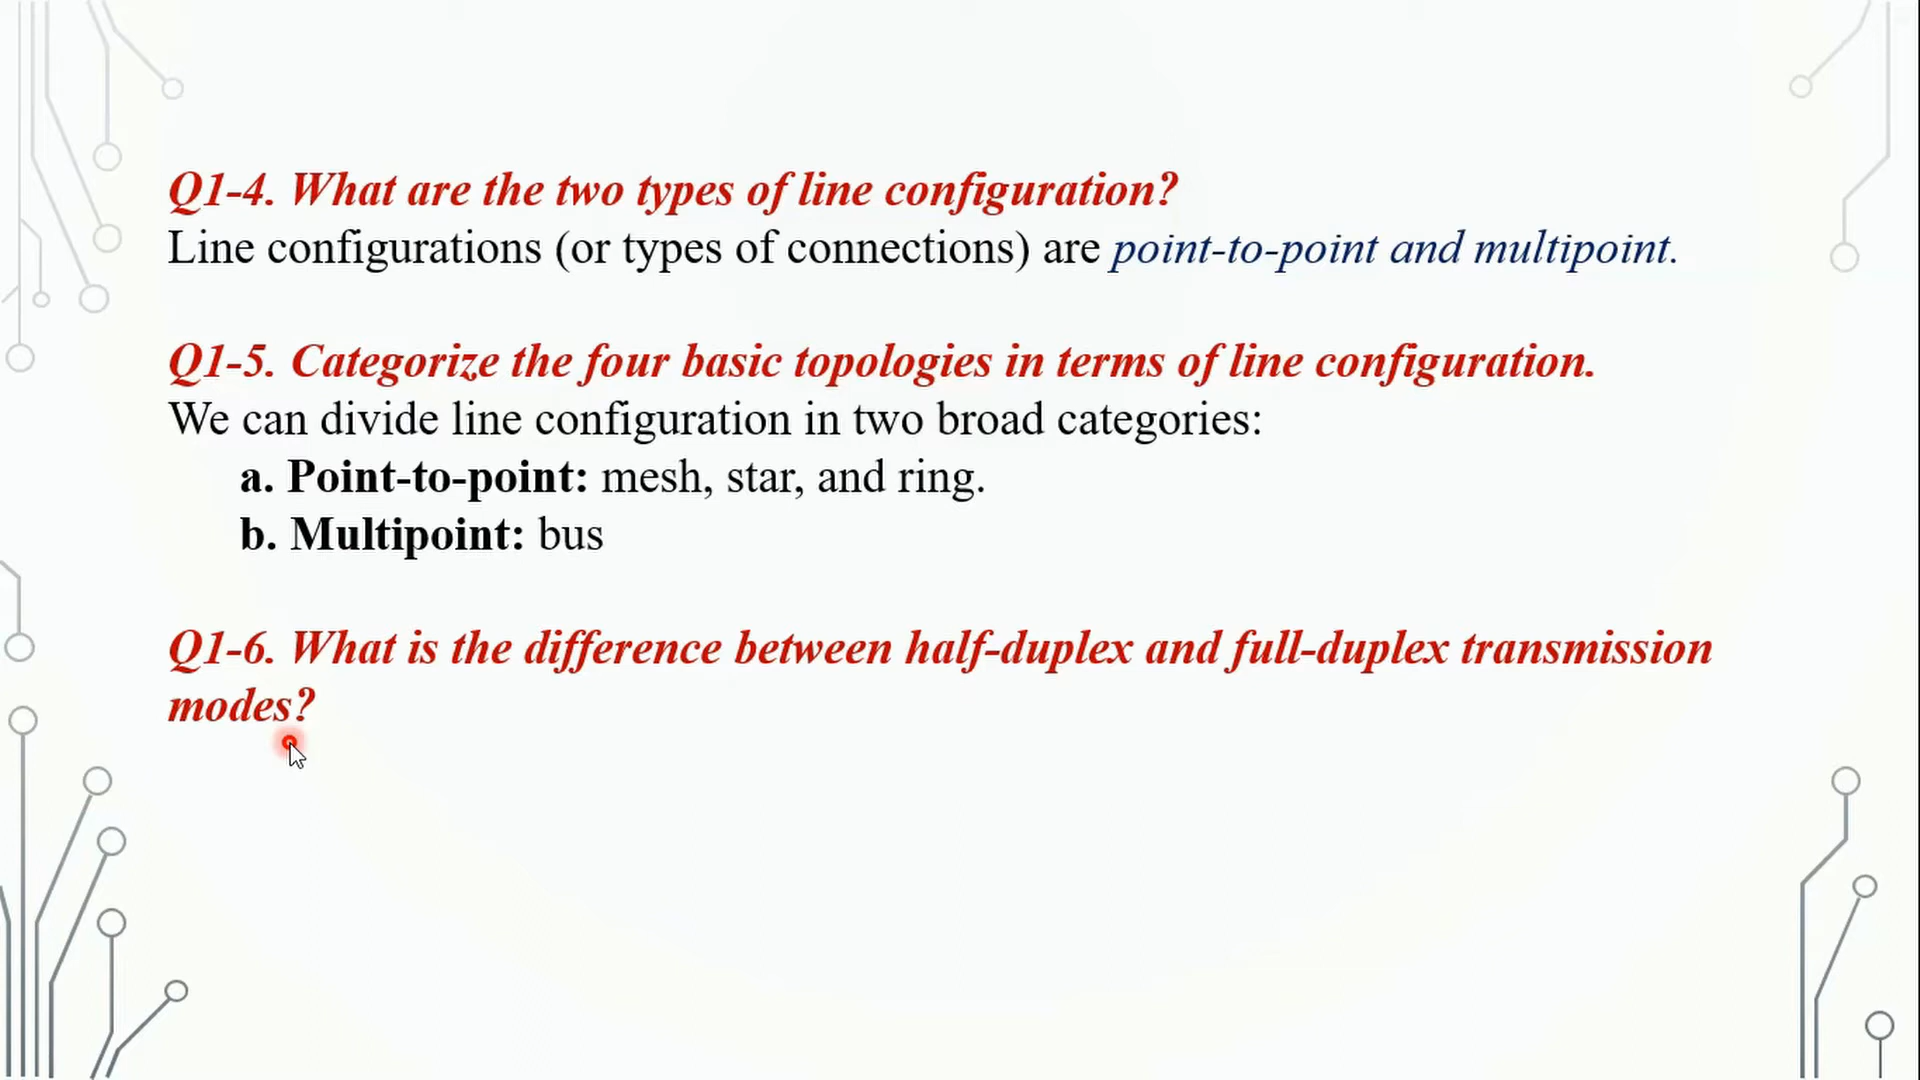 Q1-4. What are the two types of line configuration?
Line configurations (or types of connections) are point-to-point and multipoint.
Q1-5. Categorize the four basic topologies in terms of line configuration.
We can divide line configuration in two broad categories:
a. Point-to-point: mesh, star, and ring.
b. Multipoint: bus
Q1-6. What is the difference between half-duplex and full-duplex transmission
modes?